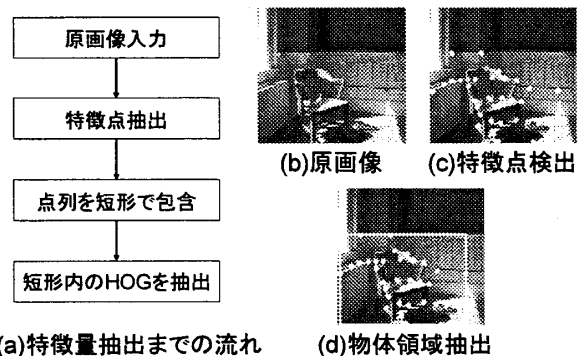 原画像入力
特徴点抽出
点列を短形で包含
短形内のHOGを抽出
(a)特徴量抽出までの流れ
(b)原画像
(c)特徴点検出
(d)物体領域抽出